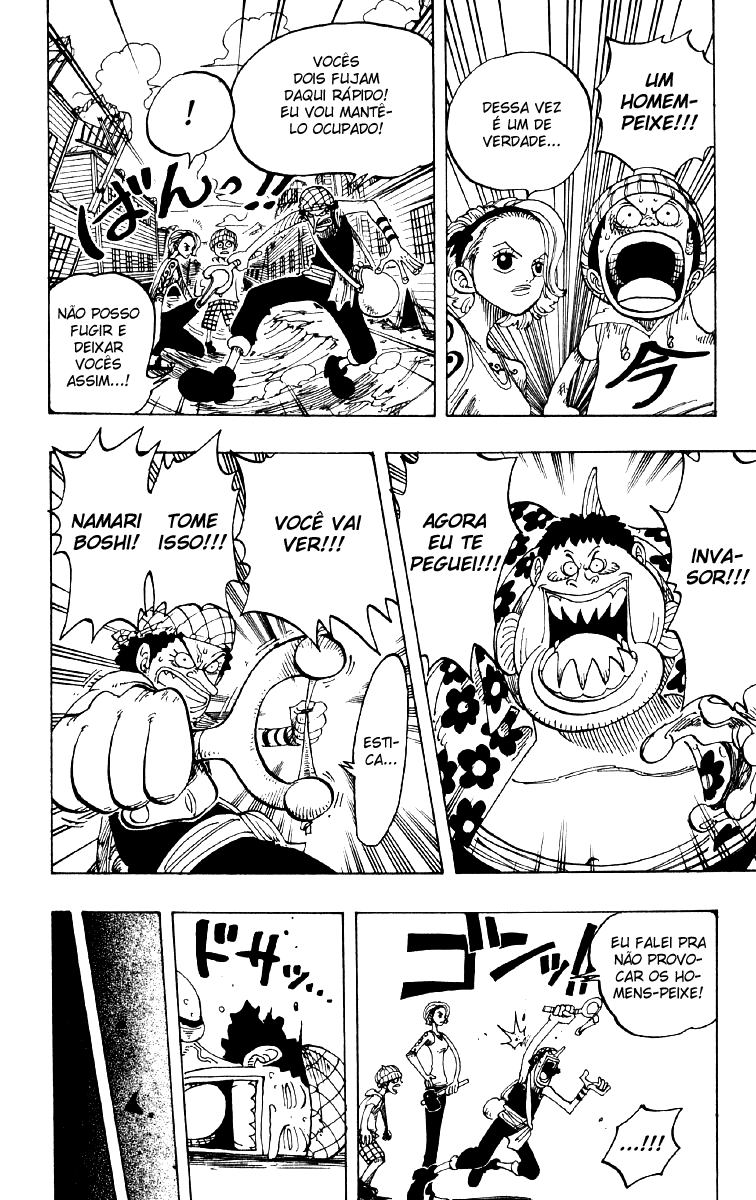 UM
HOMEM-
PEIXE!!!
DESSA VEZ
É UM DE
VERDADE...
今
VOCÊS
DOIS FUJAM
DAQUI RÁPIDO!
EU VOU MANTÊ-
LO OCUPADO!
!
ばんっ!!
NÃO POSSO
FUGIR E
DEIXAR
VOCÊS
ASSIM...!
INVA-
SOR!!!
AGORA
EU TE
PEGUEI!!!
VOCÊ VAI
VER!!!
TOME
ISSO!!!
NAMARI
BOSHI!
ESTI-
CA...
EU FALEI PRA
NÃO PROVO-
CAR OS HO-
MENS-PEIXE!
ゴンッ!!
...!!!
ドサッ...